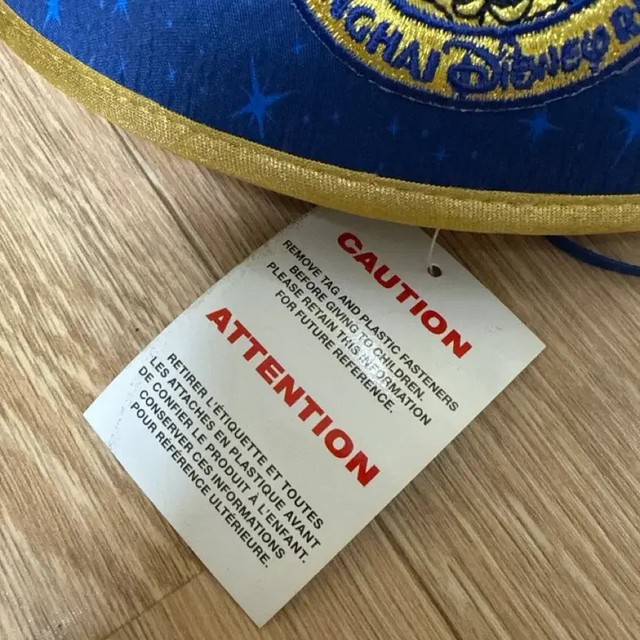 SHANGHAI DISNEY
CAUTION
REMOVE TAG AND PLASTIC FASTENERS
BEFORE GIVING TO CHILDREN.
PLEASE RETAIN THIS INFORMATION
FOR FUTURE REFERENCE.
ATTENTION
RETIRER L'ÉTIQUETTE ET TOUTES
LES ATTACHES EN PLASTIQUE AVANT
DE CONFIER LE PRODUIT À L'ENFANT.
CONSERVER CES INFORMATIONS
POUR RÉFÉRENCE ULTERIEURE.